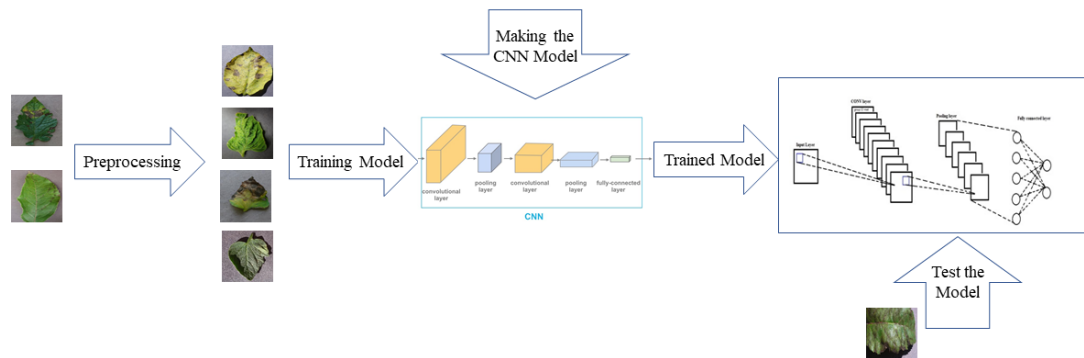 Making the
CNN Model
Preprocessing
Training Model
convolutional
layer
pooling
layer
convolutional
layer
pooling
layer
fully-connected
layer
CNN
Trained Model
CONV layer
Input Layer
Pooling layer
Fully connected layer
Test the
Model